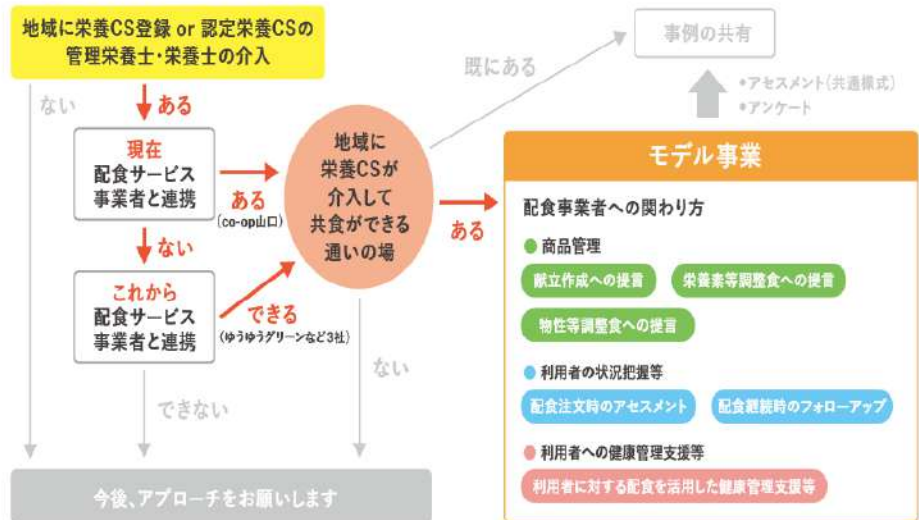 地域に栄養CS登録 or 認定栄養CSの
管理栄養士・栄養士の介入
ない
ある
現在
配食サービス
事業者と連携
ある
(co-op山口)
ない
これから
配食サービス
事業者と連携
できる
(ゆうゆうグリーンなど3社)
できない
地域に
栄養CSが
介入して
共食ができる
通いの場
既にある
ある
ない
今後、アプローチをお願いします
事例の共有
•アセスメント(共通様式)
•アンケート
モデル事業
配食事業者への関わり方
●商品管理
献立作成への提言
栄養素等調整食への提言
物性等調整食への提言
●利用者の状況把握等
配食注文時のアセスメント
配食継続時のフォローアップ
●利用者への健康管理支援等
利用者に対する配食を活用した健康管理支援等